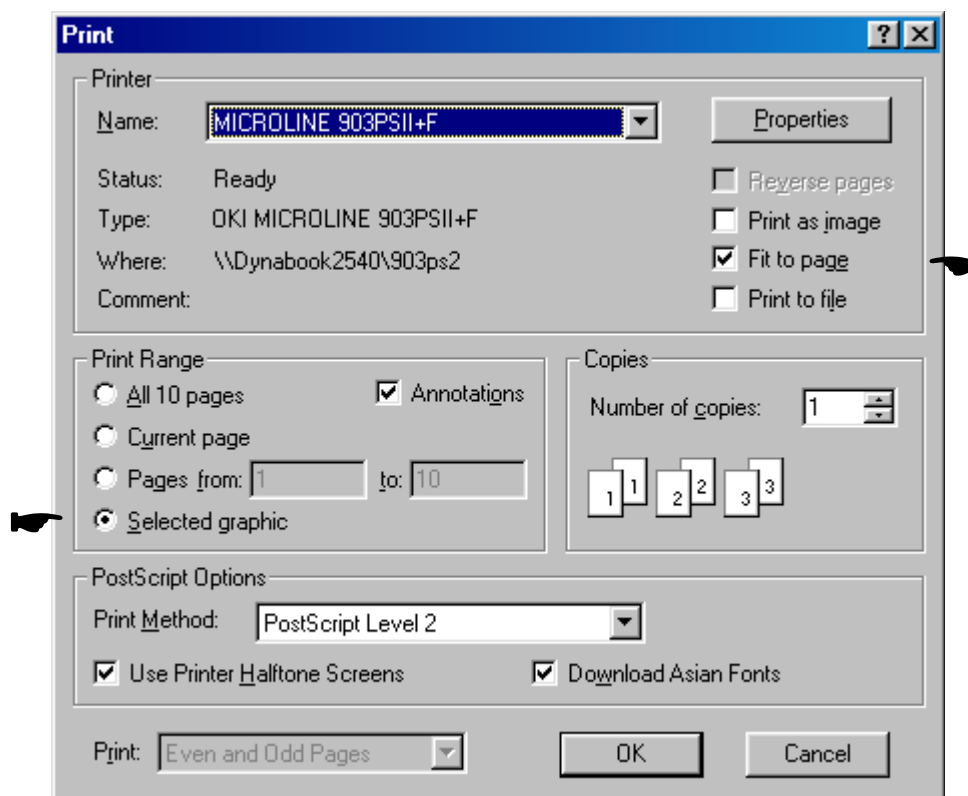 Print
Printer
Name: MICROLINE 903PSII+F Properties
Status: Ready Reverse pages
Type: OKI MICROLINE 903PSII+F Print as image
Where: \\Dynabook2540\903ps2 Fit to page
Comment: Print to file
Print Range
All 10 pages Annotations
Current page
Pages from: 1 to: 10
Selected graphic
Copies
Number of copies: 1
1 1 2 2 3 3
PostScript Options
Print Method: PostScript Level 2
Use Printer Halftone Screens Download Asian Fonts
Print: Even and Odd Pages OK Cancel